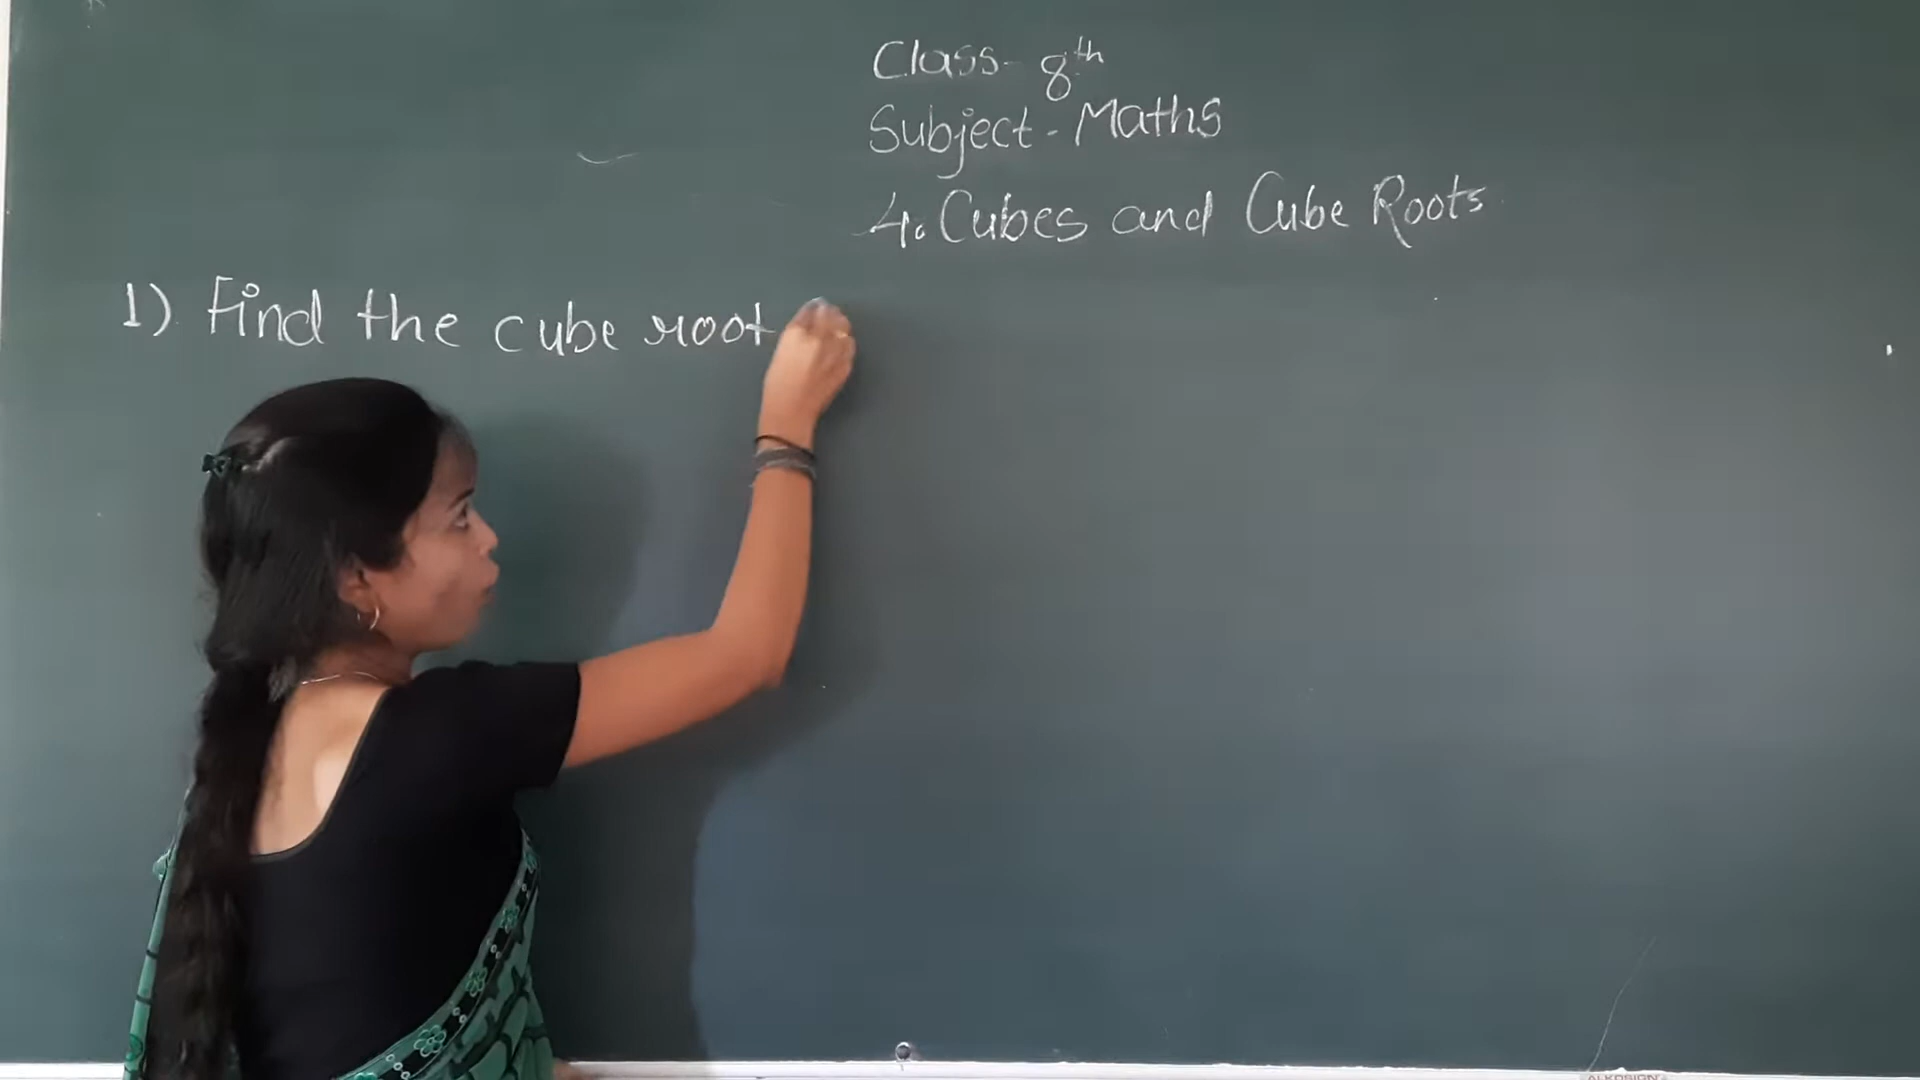 Class- 8th
Subject- Maths
4. Cubes and Cube Roots
1) Find the cube root